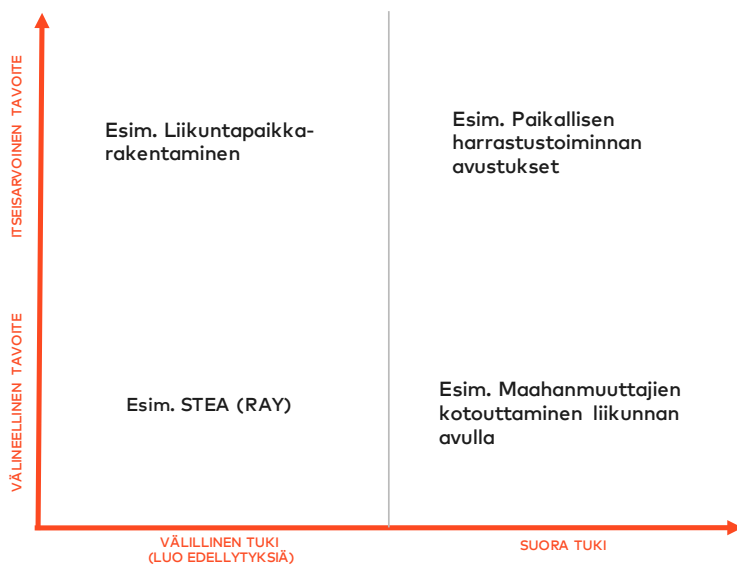 ITSEISARVOINEN TAVOITE
Esim. Liikuntapaikka-
rakentaminen
Esim. Paikallisen
harrastustoiminnan
avustukset
VÄLINEELLINEN TAVOITE
Esim. STEA (RAY)
Esim. Maahanmuuttajien
kotouttaminen liikunnan
avulla
VÄLILLINEN TUKI
(LUO EDELLYTYKSIÄ)
SUORA TUKI